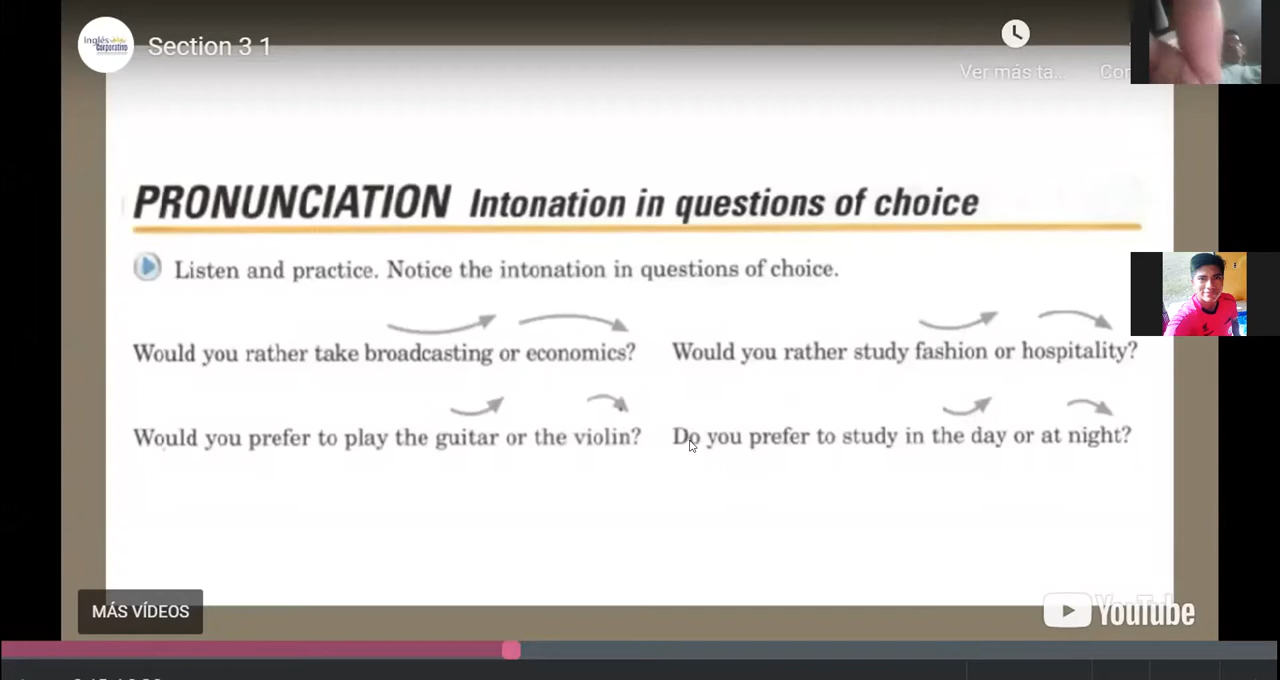 Inglés
Corporativo
Section 3 1
Ver más ta...
PRONUNCIATION Intonation in questions of choice
Listen and practice. Notice the intonation in questions of choice.
Would you rather take broadcasting or economics?
Would you rather study fashion or hospitality?
Would you prefer to play the guitar or the violin?
Do you prefer to study in the day or at night?
MÁS VÍDEOS
YouTube